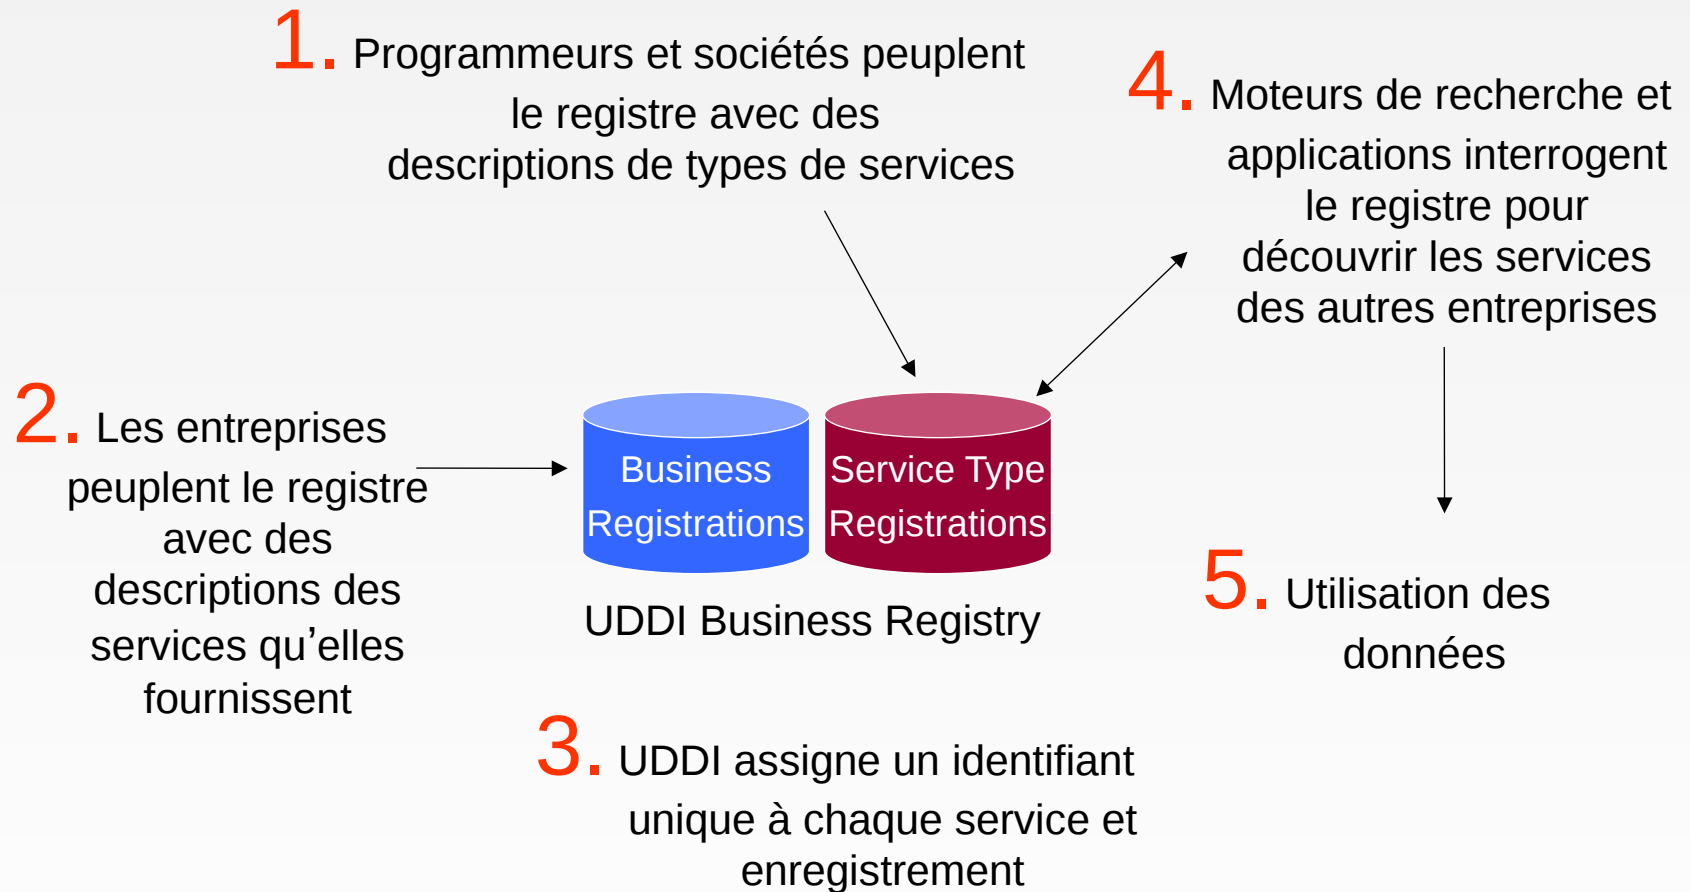 1. Programmeurs et sociétés peuplent
le registre avec des
descriptions de types de services
4. Moteurs de recherche et
applications interrogent
le registre pour
découvrir les services
des autres entreprises
2. Les entreprises
peuplent le registre
avec des
descriptions des
services qu’elles
fournissent
Business
Registrations
Service Type
Registrations
UDDI Business Registry
5. Utilisation des
données
3. UDDI assigne un identifiant
unique à chaque service et
enregistrement